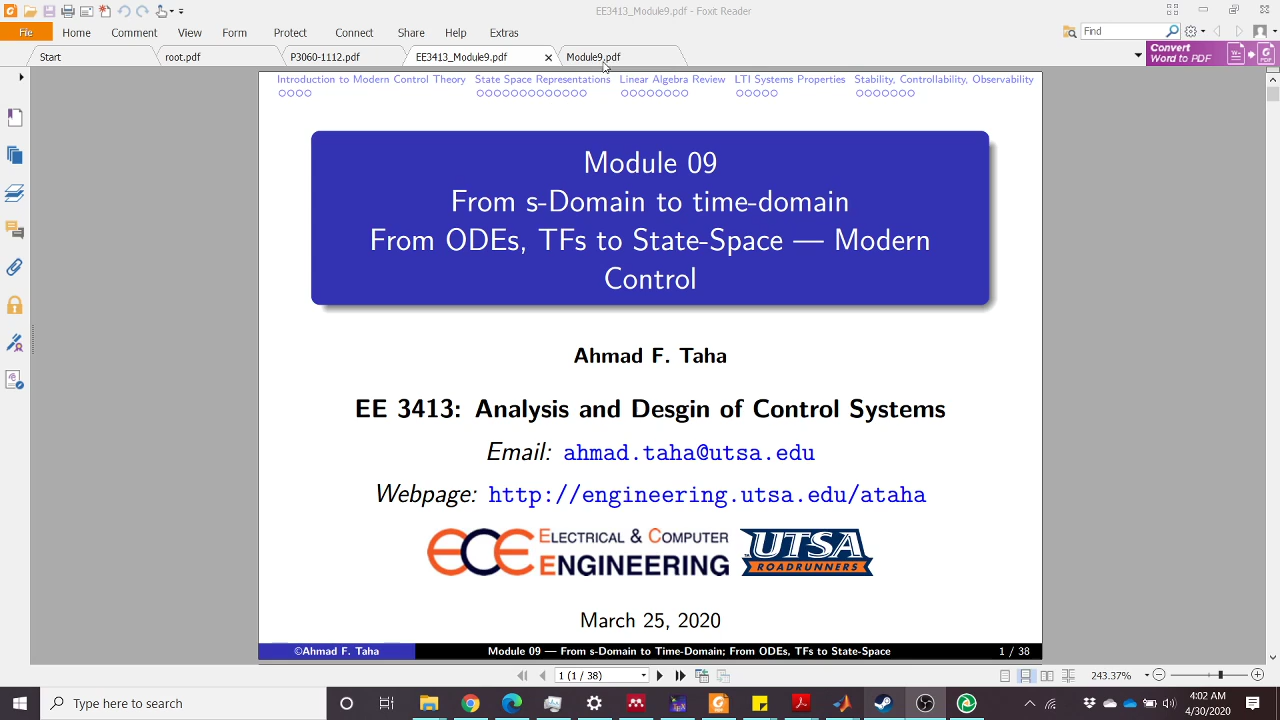 EE3413_Module9.pdf - Foxit Reader
File Home Comment View Form Protect Connect Share Help Extras Find
Start root.pdf P3060-1112.pdf EE3413_Module9.pdf Module9.pdf
Convert
Word to PDF
Introduction to Modern Control Theory State Space Representations Linear Algebra Review LTI Systems Properties Stability, Controllability, Observability
Module 09
From s-Domain to time-domain
From ODEs, TFs to State-Space — Modern
Control
Ahmad F. Taha
EE 3413: Analysis and Desgin of Control Systems
Email: ahmad.taha@utsa.edu
Webpage: http://engineering.utsa.edu/ataha
ECE ELECTRICAL & COMPUTER
ENGINEERING
UTSA
ROADRUNNERS
March 25, 2020
©Ahmad F. Taha Module 09 — From s-Domain to Time-Domain; From ODEs, TFs to State-Space 1 / 38
1 (1 / 38) 243.37%
Type here to search
4:02 AM
4/30/2020